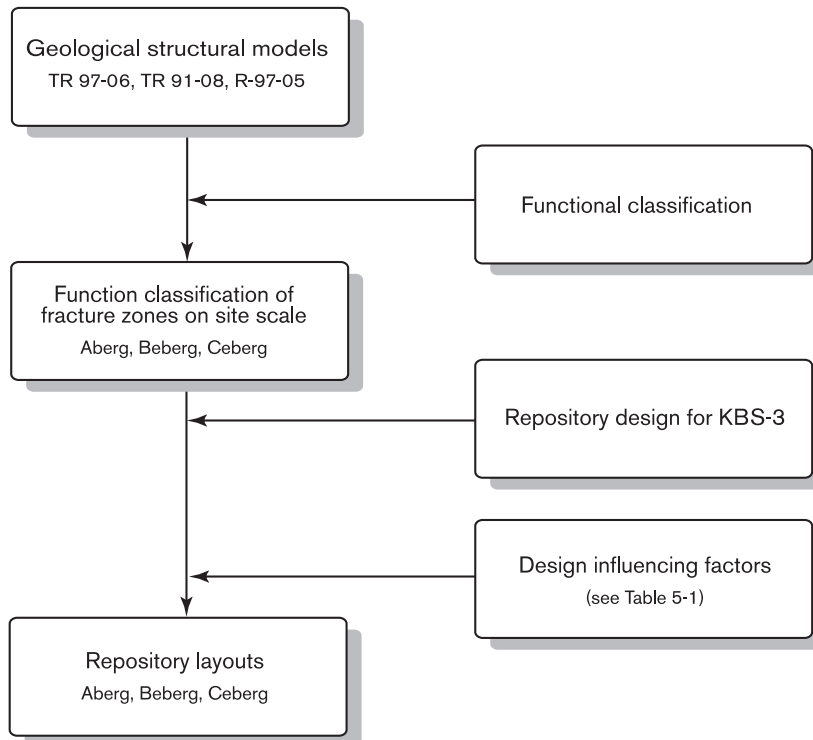 Geological structural models
TR 97-06, TR 91-08, R-97-05
Functional classification
Function classification of
fracture zones on site scale
Aberg, Beberg, Ceberg
Repository design for KBS-3
Design influencing factors
(see Table 5-1)
Repository layouts
Aberg, Beberg, Ceberg